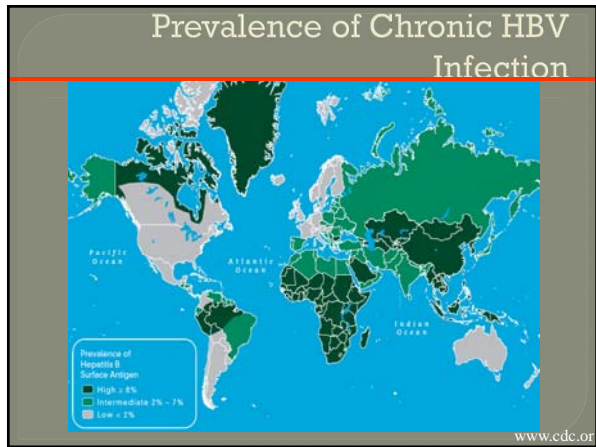 Prevalence of Chronic HBV
Infection
Pacific
Ocean
Atlantic
Ocean
Indian
Ocean
Prevalence of
Hepatitis B
Surface Antigen
High ≥ 8%
Intermediate 2% - 7%
Low < 2%
www.cdc.or